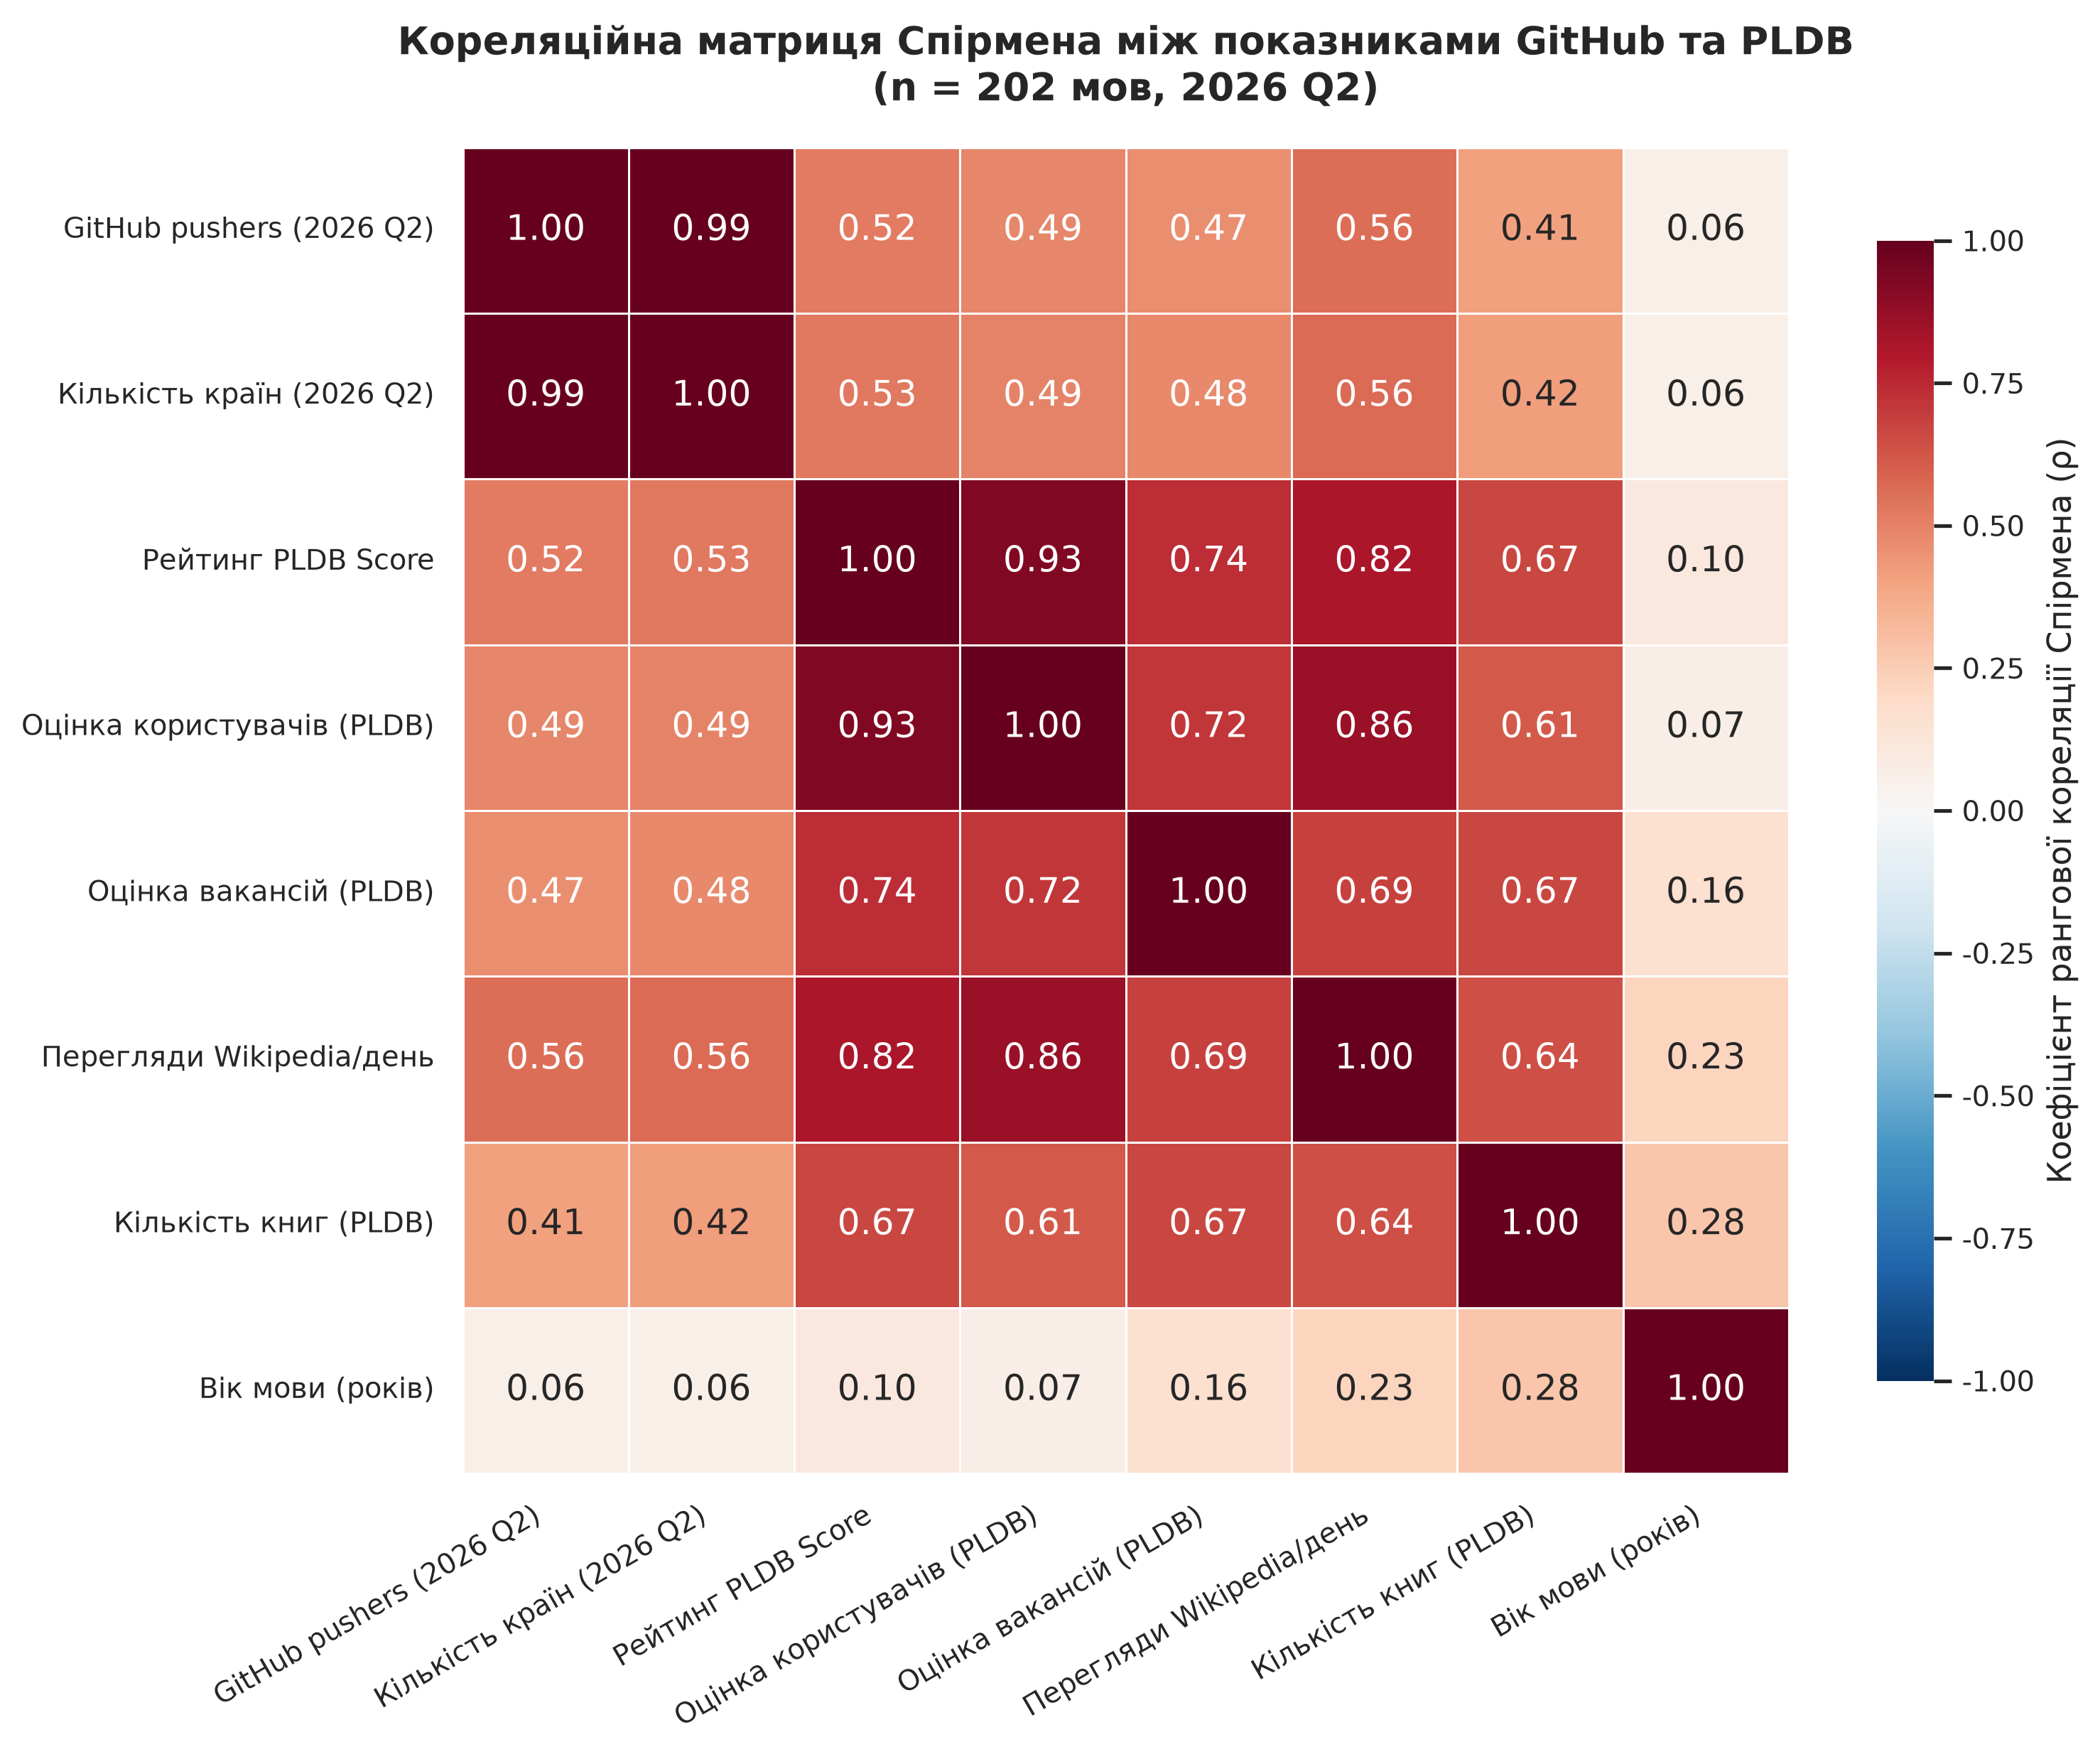 Кореляційна матриця Спірмена між показниками GitHub та PLDB
(n = 202 мов, 2026 Q2)
GitHub pushers (2026 Q2) 1.00 0.99 0.52 0.49 0.47 0.56 0.41 0.06
Кількість країн (2026 Q2) 0.99 1.00 0.53 0.49 0.48 0.56 0.42 0.06
Рейтинг PLDB Score 0.52 0.53 1.00 0.93 0.74 0.82 0.67 0.10
Оцінка користувачів (PLDB) 0.49 0.49 0.93 1.00 0.72 0.86 0.61 0.07
Оцінка вакансій (PLDB) 0.47 0.48 0.74 0.72 1.00 0.69 0.67 0.16
Перегляди Wikipedia/день 0.56 0.56 0.82 0.86 0.69 1.00 0.64 0.23
Кількість книг (PLDB) 0.41 0.42 0.67 0.61 0.67 0.64 1.00 0.28
Вік мови (років) 0.06 0.06 0.10 0.07 0.16 0.23 0.28 1.00
GitHub pushers (2026 Q2)
Кількість країн (2026 Q2)
Рейтинг PLDB Score
Оцінка користувачів (PLDB)
Оцінка вакансій (PLDB)
Перегляди Wikipedia/день
Кількість книг (PLDB)
Вік мови (років)
1.00
0.75
0.50
0.25
0.00
-0.25
-0.50
-0.75
-1.00
Коефіцієнт рангової кореляції Спірмена (ρ)